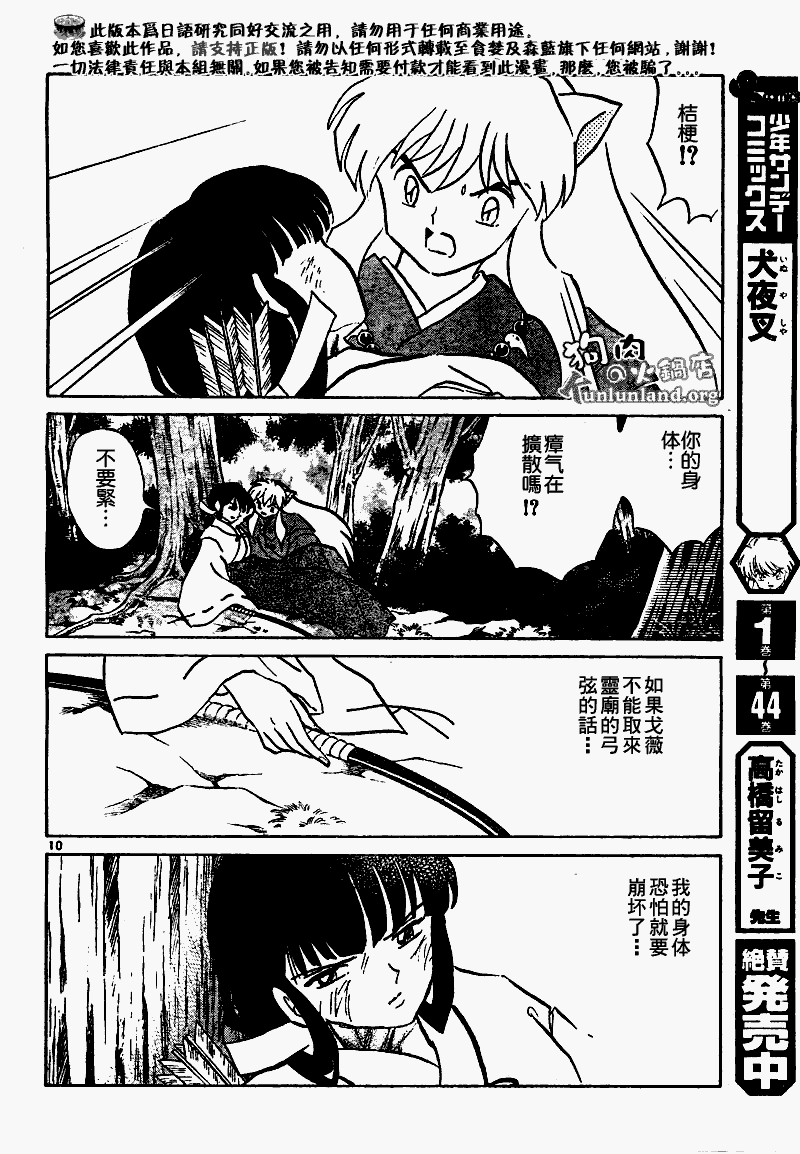 此版本爲日語研究同好交流之用，請勿用于任何商業用途。
如您喜歡此作品，請支持正版！請勿以任何形式轉載至貪婪及森藍旗下任何網站，謝謝！
一切法律責任與本組無關。如果您被告知需要付款才能看到此漫畫，那麽，您被騙了...
桔梗
!?
狗肉の火鍋店
unlunland.org
你的身
体…
瘴气在
擴散嗎
!?
不要緊…
如果戈薇
不能取來
靈廟的弓
弦的話…
10
我的身体
恐怕就要
崩坏了…
少年サンデー
コミックス
犬夜叉
いぬやしゃ
第1巻
〜
第44巻
高橋留美子
たかはしるみこ
先生
絶賛
発売中